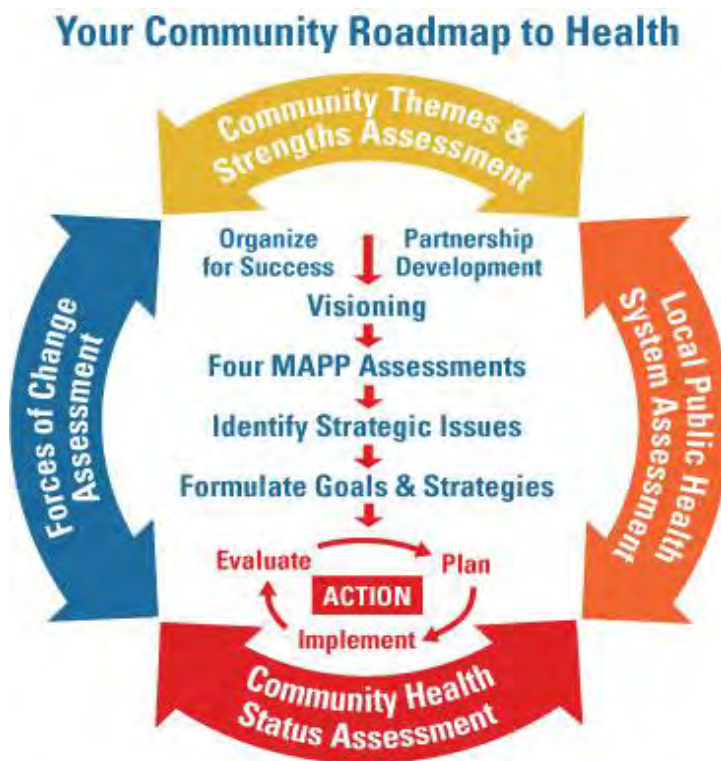 Your Community Roadmap to Health
Community Themes &
Strengths Assessment
Organize
for Success
Partnership
Development
Visioning
Four MAPP Assessments
Identify Strategic Issues
Formulate Goals & Strategies
Evaluate
Plan
ACTION
Implement
Forces of Change
Assessment
Local Public Health
System Assessment
Community Health
Status Assessment